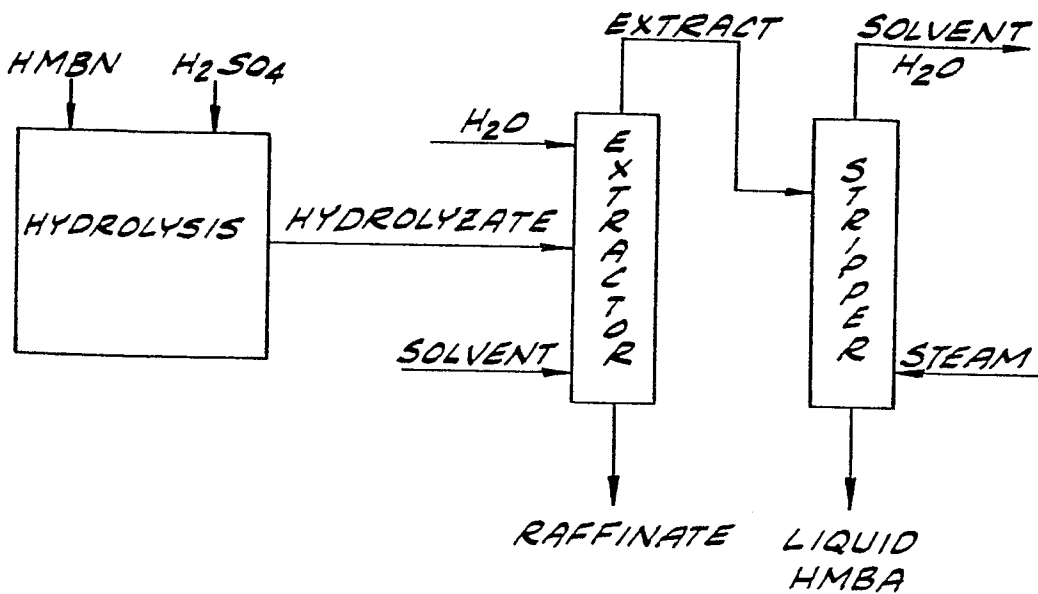 EXTRACT
SOLVENT
H₂O
HMBN
H₂SO₄
H₂O
EXTRACTOR
STRIPPER
HYDROLYSIS
HYDROLYZATE
SOLVENT
STEAM
RAFFINATE
LIQUID
HMBA